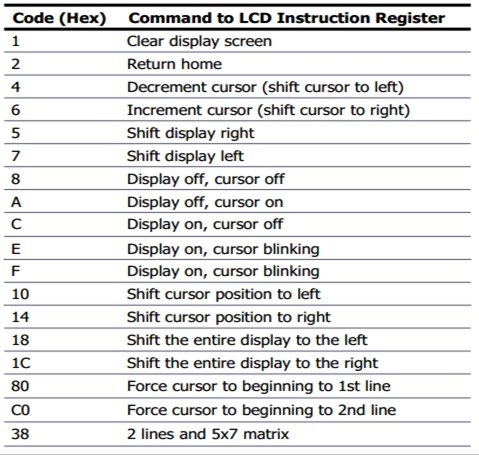 Code (Hex) Command to LCD Instruction Register
1 Clear display screen
2 Return home
4 Decrement cursor (shift cursor to left)
6 Increment cursor (shift cursor to right)
5 Shift display right
7 Shift display left
8 Display off, cursor off
A Display off, cursor on
C Display on, cursor off
E Display on, cursor blinking
F Display on, cursor blinking
10 Shift cursor position to left
14 Shift cursor position to right
18 Shift the entire display to the left
1C Shift the entire display to the right
80 Force cursor to beginning to 1st line
C0 Force cursor to beginning to 2nd line
38 2 lines and 5x7 matrix